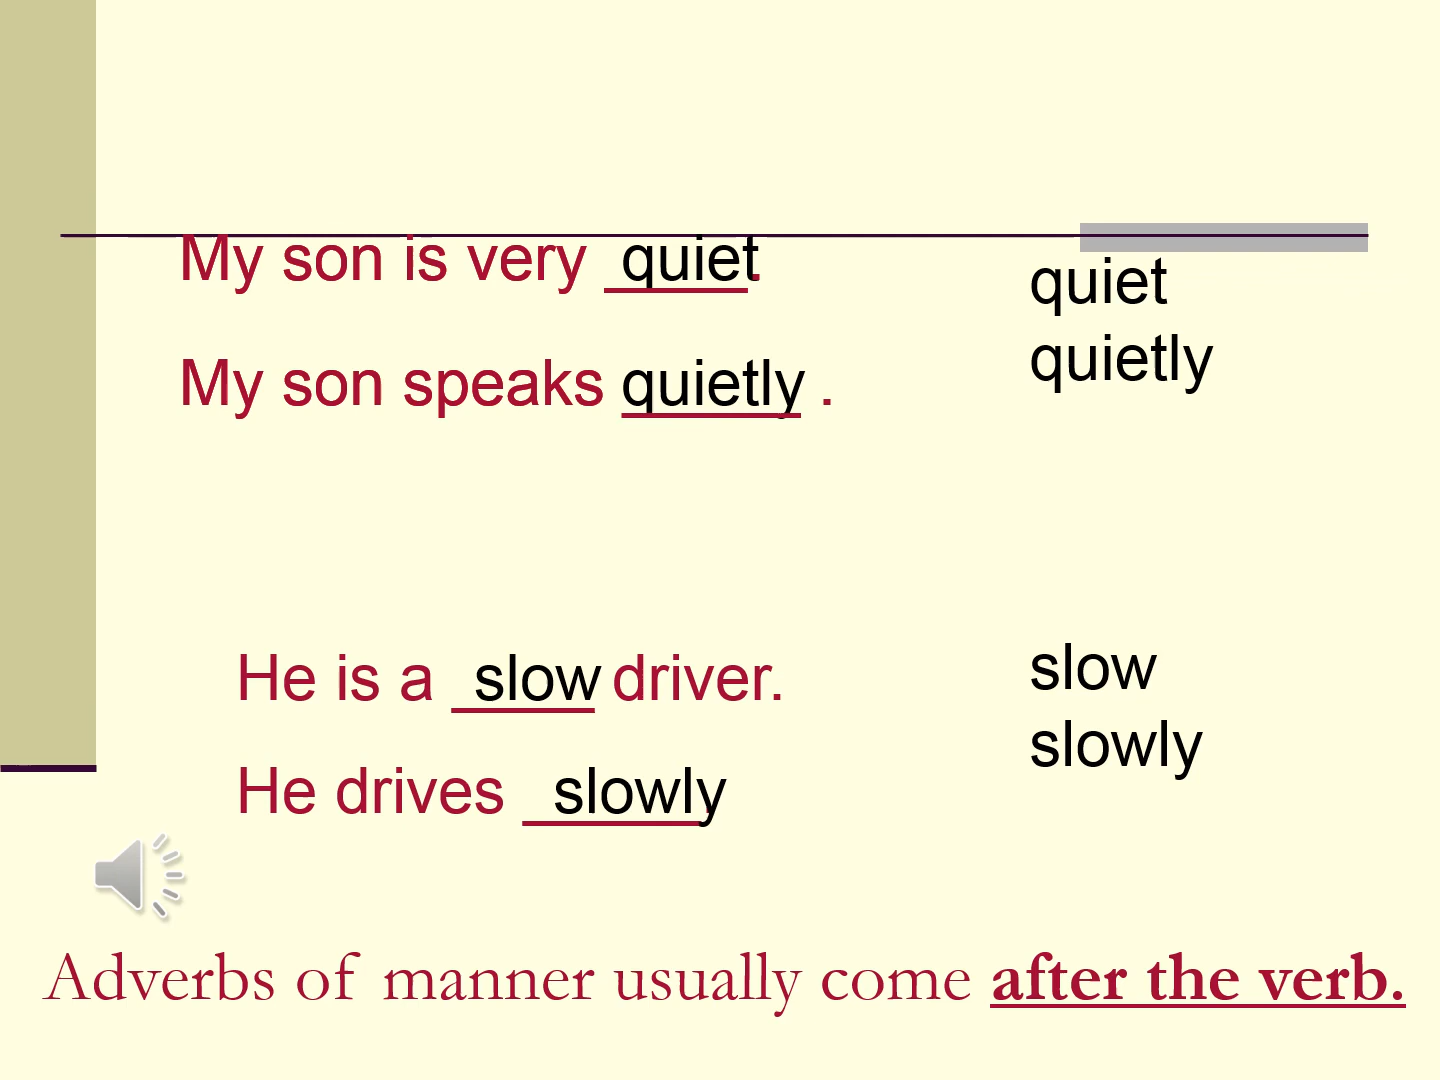 My son is very quiet.
quiet
quietly
My son speaks quietly .
He is a slow driver.
slow
slowly
He drives slowly.
Adverbs of manner usually come after the verb.